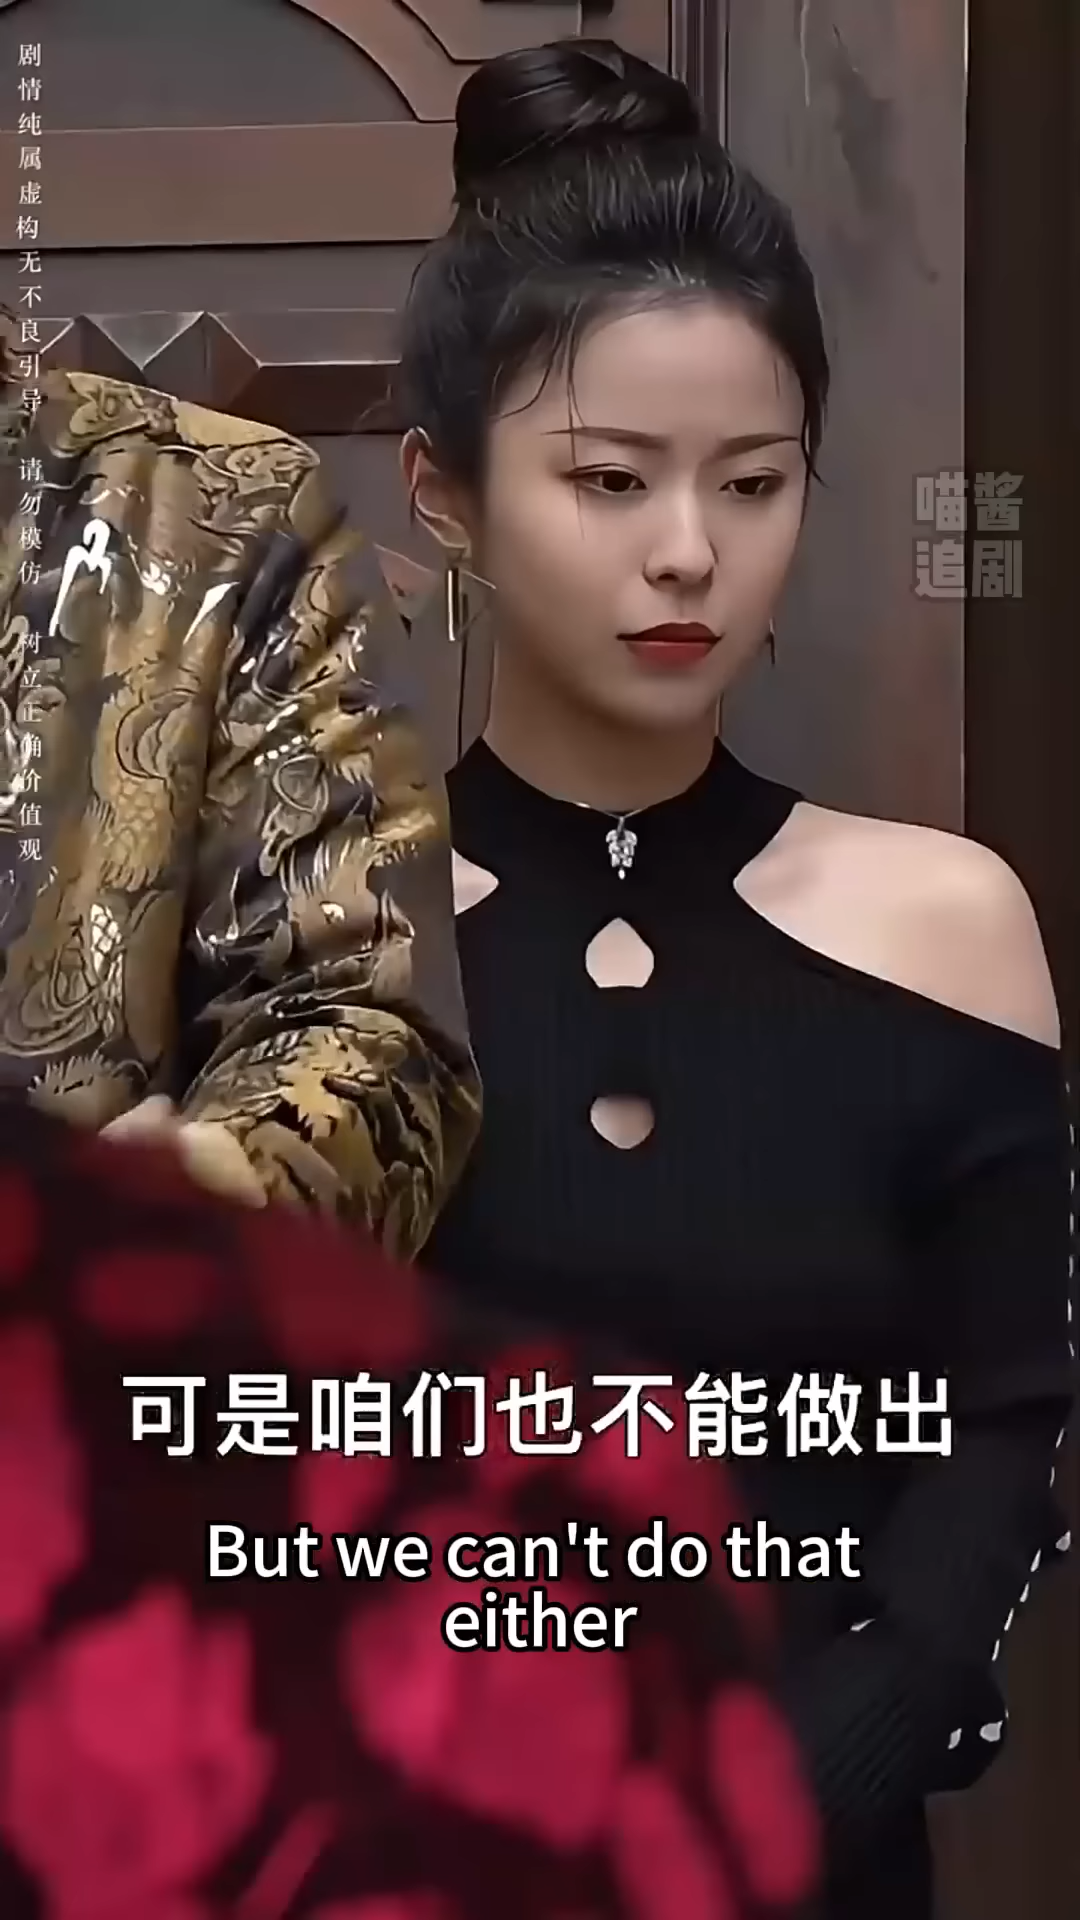 剧情纯属虚构无不良引导 请勿模仿 树立正确价值观
喵酱
追剧
可是咱们也不能做出
But we can't do that
either